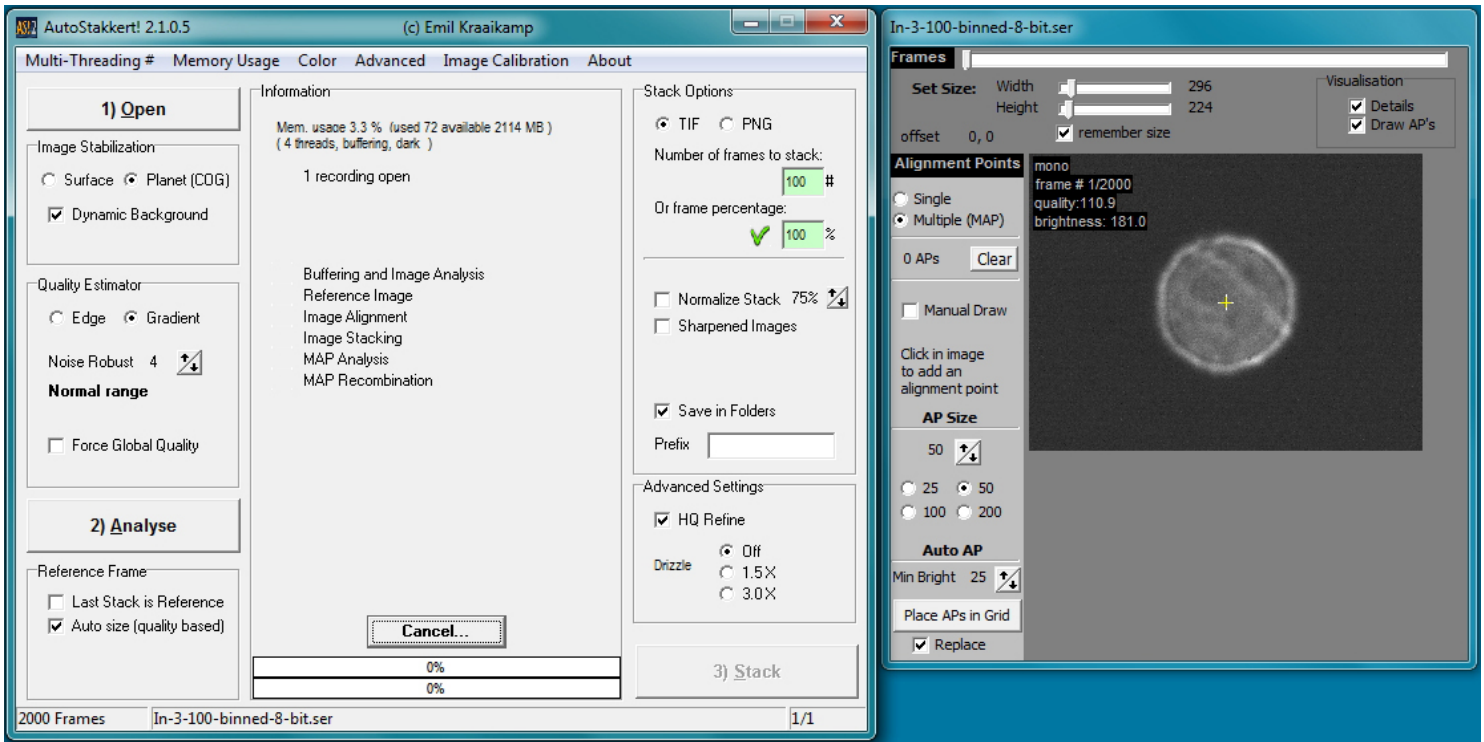 AS!2 AutoStakkert! 2.1.0.5 (c) Emil Kraaikamp
Multi-Threading # Memory Usage Color Advanced Image Calibration About
1) Open
Image Stabilization
Surface Planet (COG)
Dynamic Background
Quality Estimator
Edge Gradient
Noise Robust 4
Normal range
Force Global Quality
2) Analyse
Reference Frame
Last Stack is Reference
Auto size (quality based)
Information
Mem. usage 3.3 % (used 72 available 2114 MB )
( 4 threads, buffering, dark )
1 recording open
Buffering and Image Analysis
Reference Image
Image Alignment
Image Stacking
MAP Analysis
MAP Recombination
Cancel...
0%
0%
Stack Options
TIF PNG
Number of frames to stack:
100 #
Or frame percentage:
100 %
Normalize Stack 75%
Sharpened Images
Save in Folders
Prefix
Advanced Settings
HQ Refine
Drizzle
Off
1.5X
3.0X
3) Stack
2000 Frames In-3-100-binned-8-bit.ser 1/1
In-3-100-binned-8-bit.ser
Frames
Set Size: Width 296
Height 224
offset 0, 0 remember size
Visualisation
Details
Draw AP's
Alignment Points
Single
Multiple (MAP)
0 APs Clear
Manual Draw
Click in image
to add an
alignment point
AP Size
50
25 50
100 200
Auto AP
Min Bright 25
Place APs in Grid
Replace
mono
frame # 1/2000
quality:110.9
brightness: 181.0